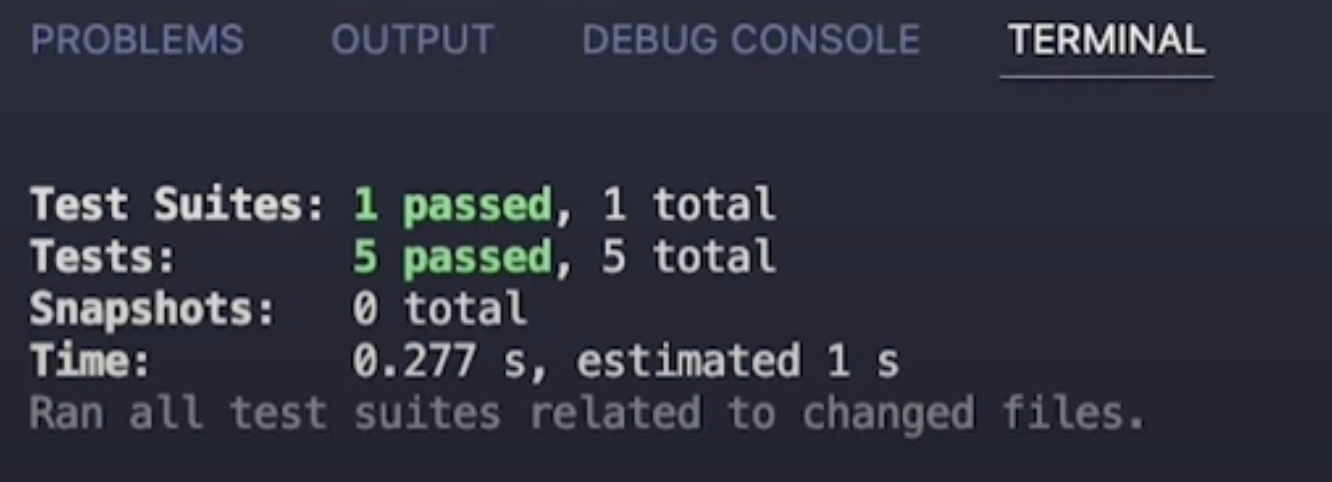 PROBLEMS OUTPUT DEBUG CONSOLE TERMINAL
Test Suites: 1 passed, 1 total
Tests: 5 passed, 5 total
Snapshots: 0 total
Time: 0.277 s, estimated 1 s
Ran all test suites related to changed files.